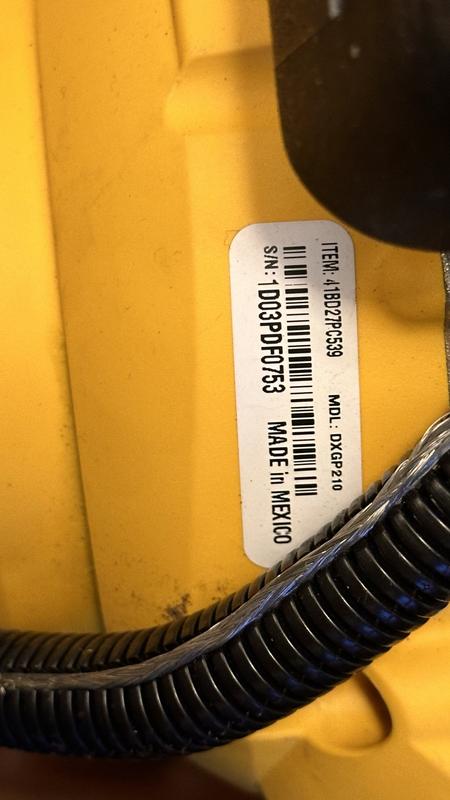 ITEM: 41BD27PC539 MDL: DXGP210
S/N: 1D03PDF0753 MADE in MEXICO